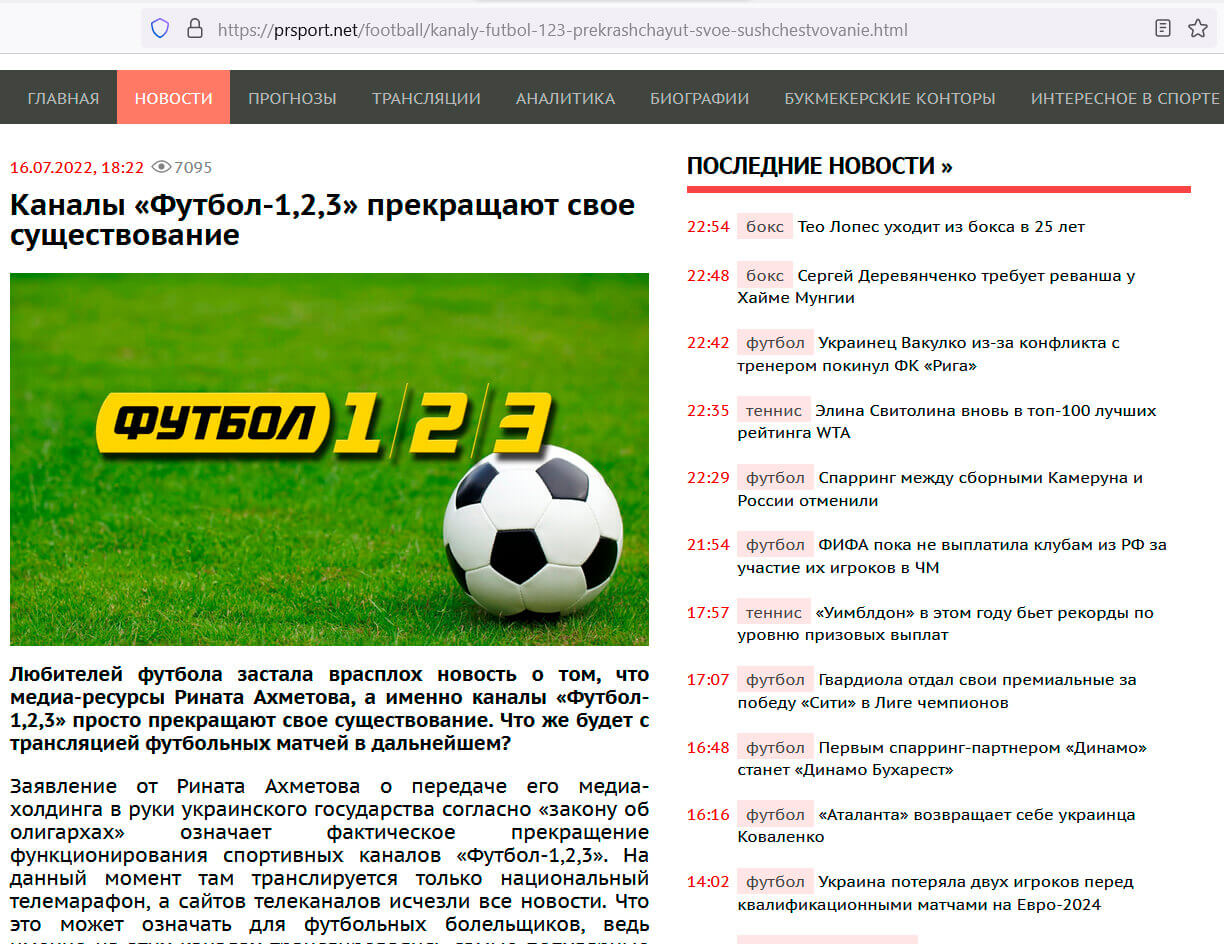 https://prsport.net/football/kanaly-futbol-123-prekrashchayut-svoe-sushchestvovanie.html
ГЛАВНАЯ НОВОСТИ ПРОГНОЗЫ ТРАНСЛЯЦИИ АНАЛИТИКА БИОГРАФИИ БУКМЕКЕРСКИЕ КОНТОРЫ ИНТЕРЕСНОЕ В СПОРТЕ
16.07.2022, 18:22 7095
Каналы «Футбол-1,2,3» прекращают свое
существование
ФУТБОЛ 1/2/3
Любителей футбола застала врасплох новость о том, что
медиа-ресурсы Рината Ахметова, а именно каналы «Футбол-
1,2,3» просто прекращают свое существование. Что же будет с
трансляцией футбольных матчей в дальнейшем?
Заявление от Рината Ахметова о передаче его медиа-
холдинга в руки украинского государства согласно «закону об
олигархах» означает фактическое прекращение
функционирования спортивных каналов «Футбол-1,2,3». На
данный момент там транслируется только национальный
телемарафон, а сайтов телеканалов исчезли все новости. Что
это может означать для футбольных болельщиков, ведь
ПОСЛЕДНИЕ НОВОСТИ »
22:54 бокс Тео Лопес уходит из бокса в 25 лет
22:48 бокс Сергей Деревянченко требует реванша у
Хайме Мунгии
22:42 футбол Украинец Вакулко из-за конфликта с
тренером покинул ФК «Рига»
22:35 теннис Элина Свитолина вновь в топ-100 лучших
рейтинга WTA
22:29 футбол Спарринг между сборными Камеруна и
России отменили
21:54 футбол ФИФА пока не выплатила клубам из РФ за
участие их игроков в ЧМ
17:57 теннис «Уимблдон» в этом году бьет рекорды по
уровню призовых выплат
17:07 футбол Гвардиола отдал свои премиальные за
победу «Сити» в Лиге чемпионов
16:48 футбол Первым спарринг-партнером «Динамо»
станет «Динамо Бухарест»
16:16 футбол «Аталанта» возвращает себе украинца
Коваленко
14:02 футбол Украина потеряла двух игроков перед
квалификационными матчами на Евро-2024